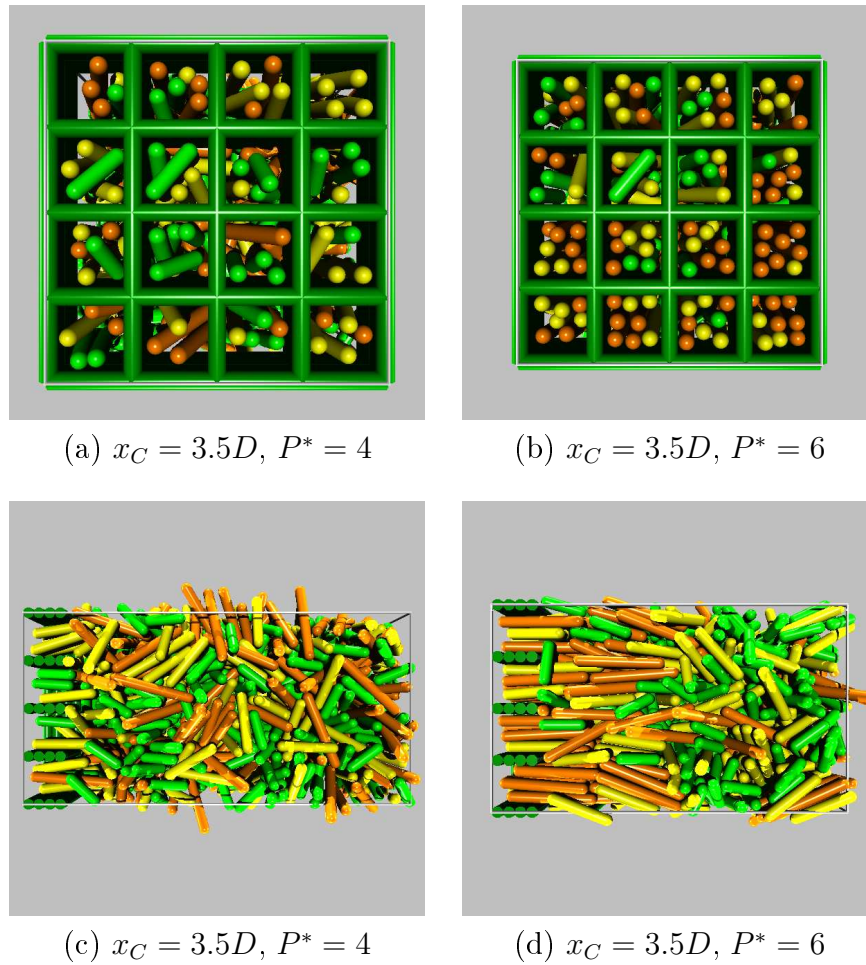 (a) $x_C = 3.5D$, $P^* = 4$
(b) $x_C = 3.5D$, $P^* = 6$
(c) $x_C = 3.5D$, $P^* = 4$
(d) $x_C = 3.5D$, $P^* = 6$